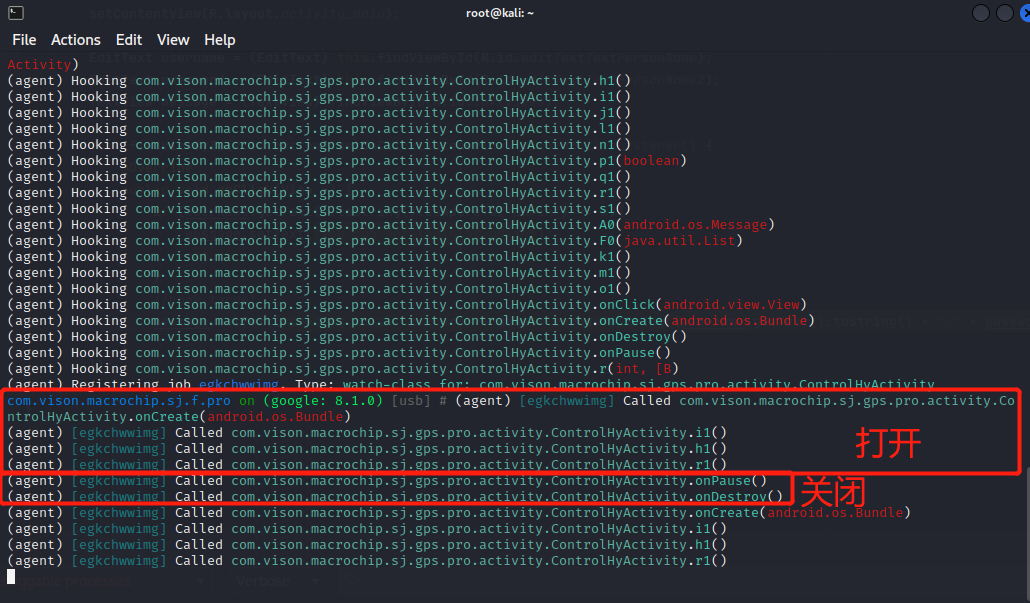 root@kali: ~
File Actions Edit View Help
Activity)
(agent) Hooking com.vison.macrochip.sj.gps.pro.activity.ControlHyActivity.h1()
(agent) Hooking com.vison.macrochip.sj.gps.pro.activity.ControlHyActivity.i1()
(agent) Hooking com.vison.macrochip.sj.gps.pro.activity.ControlHyActivity.j1()
(agent) Hooking com.vison.macrochip.sj.gps.pro.activity.ControlHyActivity.l1()
(agent) Hooking com.vison.macrochip.sj.gps.pro.activity.ControlHyActivity.n1()
(agent) Hooking com.vison.macrochip.sj.gps.pro.activity.ControlHyActivity.p1(boolean)
(agent) Hooking com.vison.macrochip.sj.gps.pro.activity.ControlHyActivity.q1()
(agent) Hooking com.vison.macrochip.sj.gps.pro.activity.ControlHyActivity.r1()
(agent) Hooking com.vison.macrochip.sj.gps.pro.activity.ControlHyActivity.s1()
(agent) Hooking com.vison.macrochip.sj.gps.pro.activity.ControlHyActivity.A0(android.os.Message)
(agent) Hooking com.vison.macrochip.sj.gps.pro.activity.ControlHyActivity.F0(java.util.List)
(agent) Hooking com.vison.macrochip.sj.gps.pro.activity.ControlHyActivity.k1()
(agent) Hooking com.vison.macrochip.sj.gps.pro.activity.ControlHyActivity.m1()
(agent) Hooking com.vison.macrochip.sj.gps.pro.activity.ControlHyActivity.o1()
(agent) Hooking com.vison.macrochip.sj.gps.pro.activity.ControlHyActivity.onClick(android.view.View)
(agent) Hooking com.vison.macrochip.sj.gps.pro.activity.ControlHyActivity.onCreate(android.os.Bundle)
(agent) Hooking com.vison.macrochip.sj.gps.pro.activity.ControlHyActivity.onDestroy()
(agent) Hooking com.vison.macrochip.sj.gps.pro.activity.ControlHyActivity.onPause()
(agent) Hooking com.vison.macrochip.sj.gps.pro.activity.ControlHyActivity.r(int, [B)
(agent) Registering job egkchwwimg. Type: watch-class for: com.vison.macrochip.sj.gps.pro.activity.ControlHyActivity
com.vison.macrochip.sj.f.pro on (google: 8.1.0) [usb] # (agent) [egkchwwimg] Called com.vison.macrochip.sj.gps.pro.activity.Co
ntrolHyActivity.onCreate(android.os.Bundle)
(agent) [egkchwwimg] Called com.vison.macrochip.sj.gps.pro.activity.ControlHyActivity.i1()
(agent) [egkchwwimg] Called com.vison.macrochip.sj.gps.pro.activity.ControlHyActivity.h1()
打开
(agent) [egkchwwimg] Called com.vison.macrochip.sj.gps.pro.activity.ControlHyActivity.r1()
(agent) [egkchwwimg] Called com.vison.macrochip.sj.gps.pro.activity.ControlHyActivity.onPause()
(agent) [egkchwwimg] Called com.vison.macrochip.sj.gps.pro.activity.ControlHyActivity.onDestroy()
关闭
(agent) [egkchwwimg] Called com.vison.macrochip.sj.gps.pro.activity.ControlHyActivity.onCreate(android.os.Bundle)
(agent) [egkchwwimg] Called com.vison.macrochip.sj.gps.pro.activity.ControlHyActivity.i1()
(agent) [egkchwwimg] Called com.vison.macrochip.sj.gps.pro.activity.ControlHyActivity.h1()
(agent) [egkchwwimg] Called com.vison.macrochip.sj.gps.pro.activity.ControlHyActivity.r1()